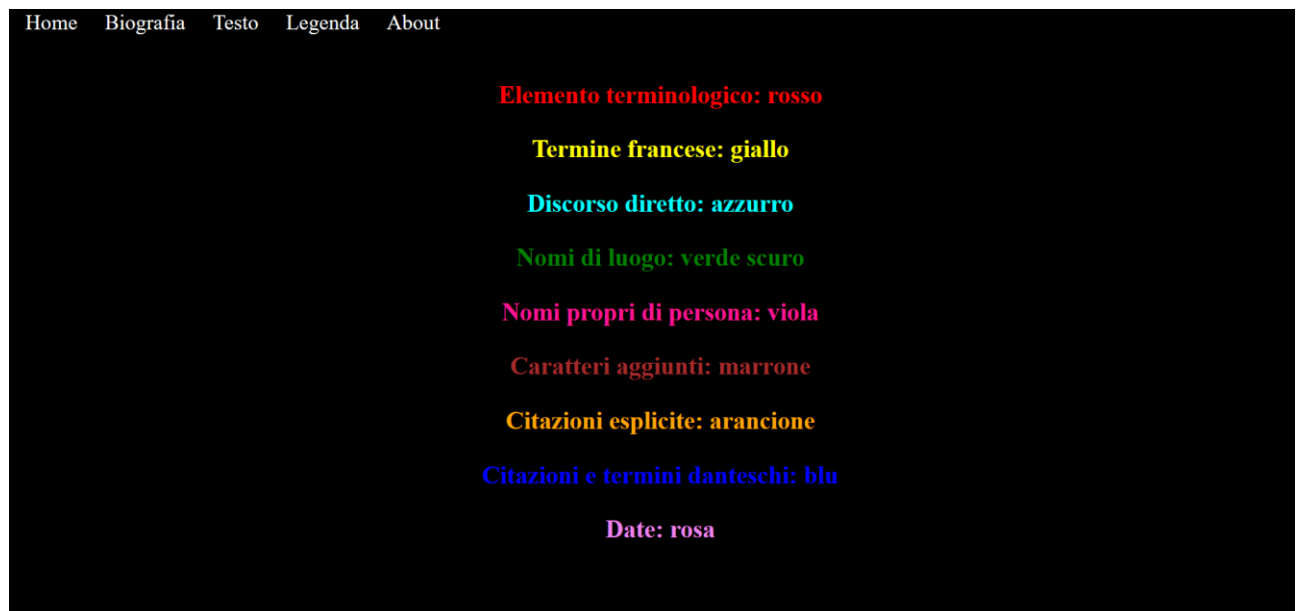 Home Biografia Testo Legenda About
Elemento terminologico: rosso
Termine francese: giallo
Discorso diretto: azzurro
Nomi di luogo: verde scuro
Nomi propri di persona: viola
Caratteri aggiunti: marrone
Citazioni esplicite: arancione
Citazioni e termini danteschi: blu
Date: rosa